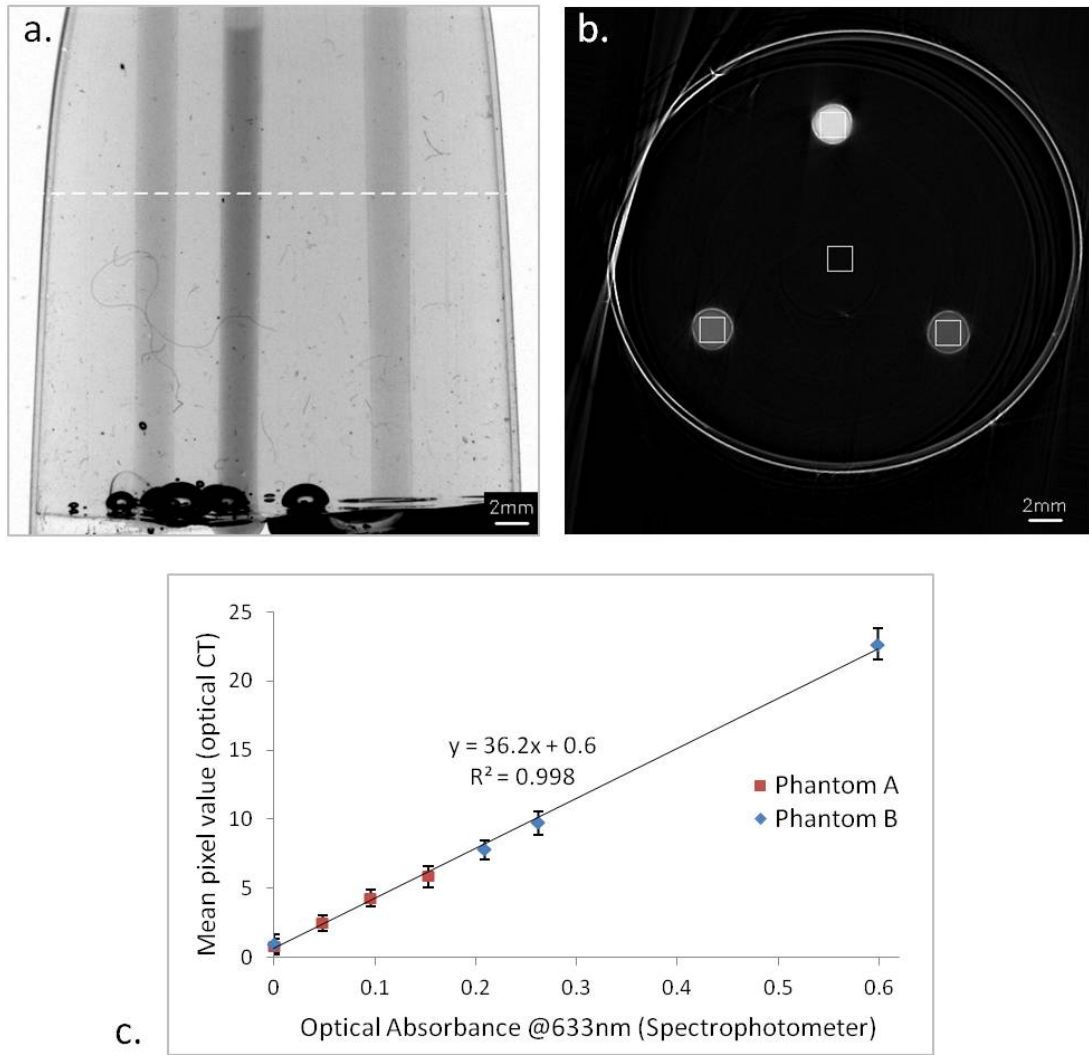 a.
2mm
b.
2mm
25
20
15
10
5
0
Mean pixel value (optical CT)
y = 36.2x + 0.6
R² = 0.998
Phantom A
Phantom B
0 0.1 0.2 0.3 0.4 0.5 0.6
Optical Absorbance @633nm (Spectrophotometer)
c.